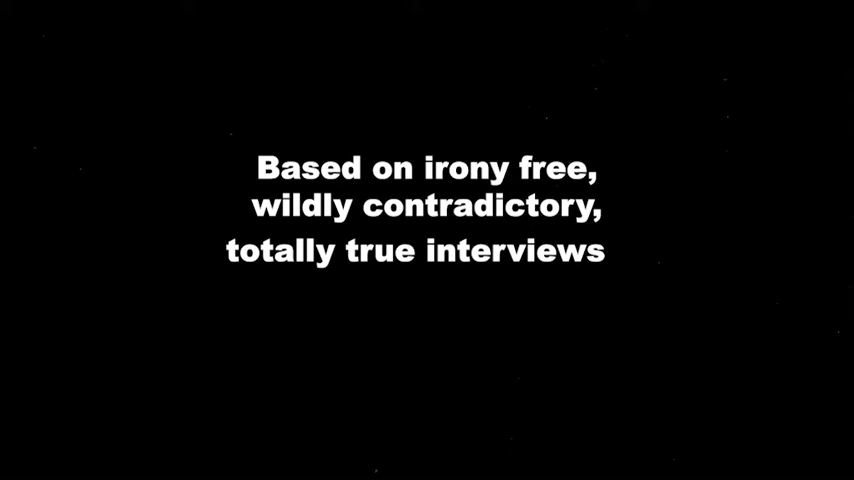 Based on irony free,
wildly contradictory,
totally true interviews